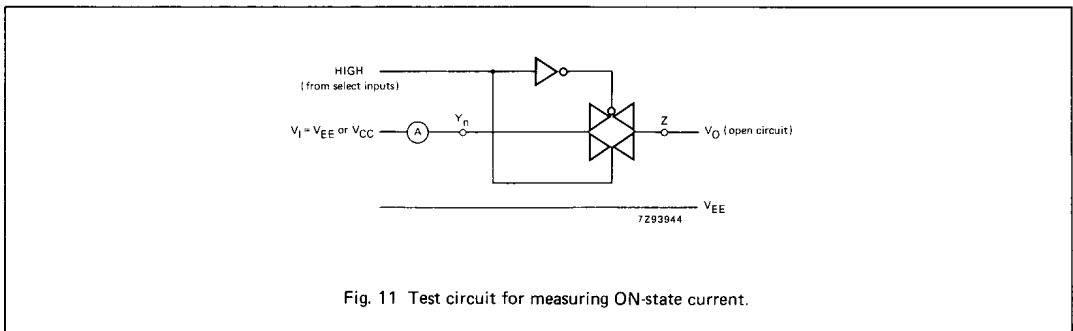 HIGH
(from select inputs)
V_I = V_EE or V_CC
A
Y_n
Z
V_O (open circuit)
V_EE
7Z93944
Fig. 11 Test circuit for measuring ON-state current.